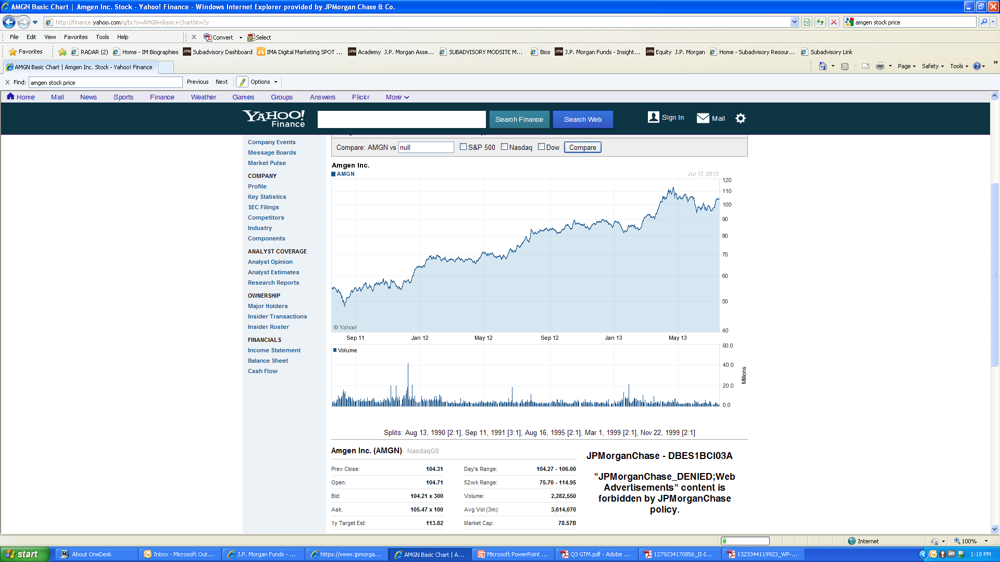 AMGN Basic Chart | Amgen Inc. Stock - Yahoo! Finance - Windows Internet Explorer provided by JPMorgan Chase & Co.
http://finance.yahoo.com/q/bc?s=AMGN+Basic+Chart&t=2y
amgen stock price
File Edit View Favorites Tools Help
Convert Select
Favorites RADAR (2) Home - IM Biographies JPM Subadvisory Dashboard IMA Digital Marketing SPOT ... JPM Academy J.P. Morgan Asse... SUBADVISORY MODSITE M... Bios JPM J.P. Morgan Funds - Insight... JPM Equity J.P. Morgan Home - Subadvisory Resour... Subadvisory Link
AMGN Basic Chart | Amgen Inc. Stock - Yahoo! Finance
Page Safety Tools
Find: amgen stock price Previous Next Options
Home Mail News Sports Finance Weather Games Groups Answers Flickr More
YAHOO! Finance
Search Finance Search Web Sign In Mail
Company Events
Message Boards
Market Pulse
COMPANY
Profile
Key Statistics
SEC Filings
Competitors
Industry
Components
ANALYST COVERAGE
Analyst Opinion
Analyst Estimates
Research Reports
OWNERSHIP
Major Holders
Insider Transactions
Insider Roster
FINANCIALS
Income Statement
Balance Sheet
Cash Flow
Compare: AMGN vs null S&P 500 Nasdaq Dow Compare
Amgen Inc.
AMGN Jul 17, 2013
120
110
100
90
80
70
60
50
40
© Yahoo!
Sep 11 Jan 12 May 12 Sep 12 Jan 13 May 13
Volume
60.0
40.0
20.0
0.0
Millions
Splits: Aug 13, 1990 [2:1], Sep 11, 1991 [3:1], Aug 16, 1995 [2:1], Mar 1, 1999 [2:1], Nov 22, 1999 [2:1]
Amgen Inc. (AMGN) - NasdaqGS
Prev Close: 104.31 Day's Range: 104.27 - 106.00
Open: 104.71 52wk Range: 75.70 - 114.95
Bid: 104.21 x 300 Volume: 2,282,550
Ask: 105.47 x 100 Avg Vol (3m): 3,614,070
1y Target Est: 113.82 Market Cap: 78.57B
JPMorganChase - DBES1BCI03A
"JPMorganChase_DENIED;Web
Advertisements" content is
forbidden by JPMorganChase
policy.
Internet 100%
start About OneDesk Inbox - Microsoft Out... J.P. Morgan Funds - ... https://www.jpmorga... AMGN Basic Chart | A... Microsoft PowerPoint ... Q3 GTM.pdf - Adobe ... 1279234170856_II-I... 1323344119923_WP-... 1:18 PM